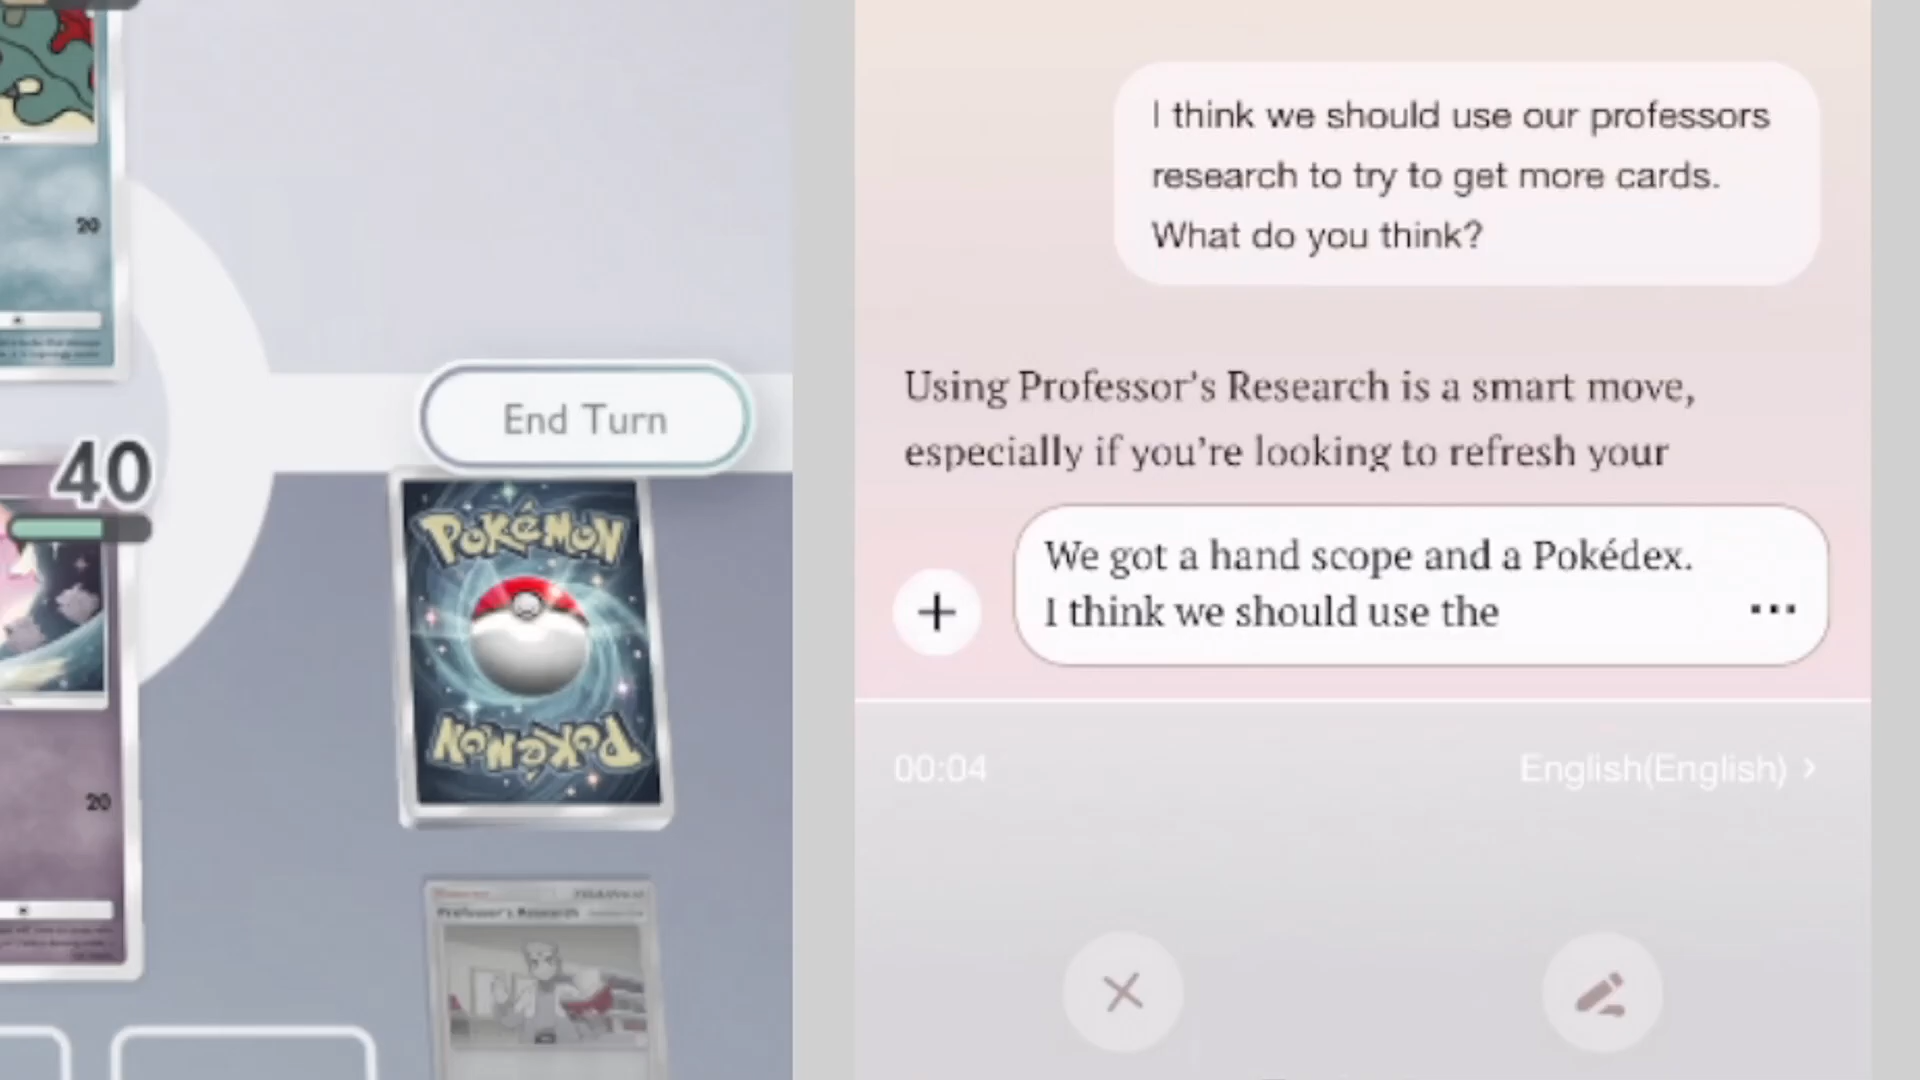 20
End Turn
40
POKéMON
POKéMON
20
Professor's Research
I think we should use our professors
research to try to get more cards.
What do you think?
Using Professor's Research is a smart move,
especially if you're looking to refresh your
We got a hand scope and a Pokédex.
I think we should use the
00:04
English(English)